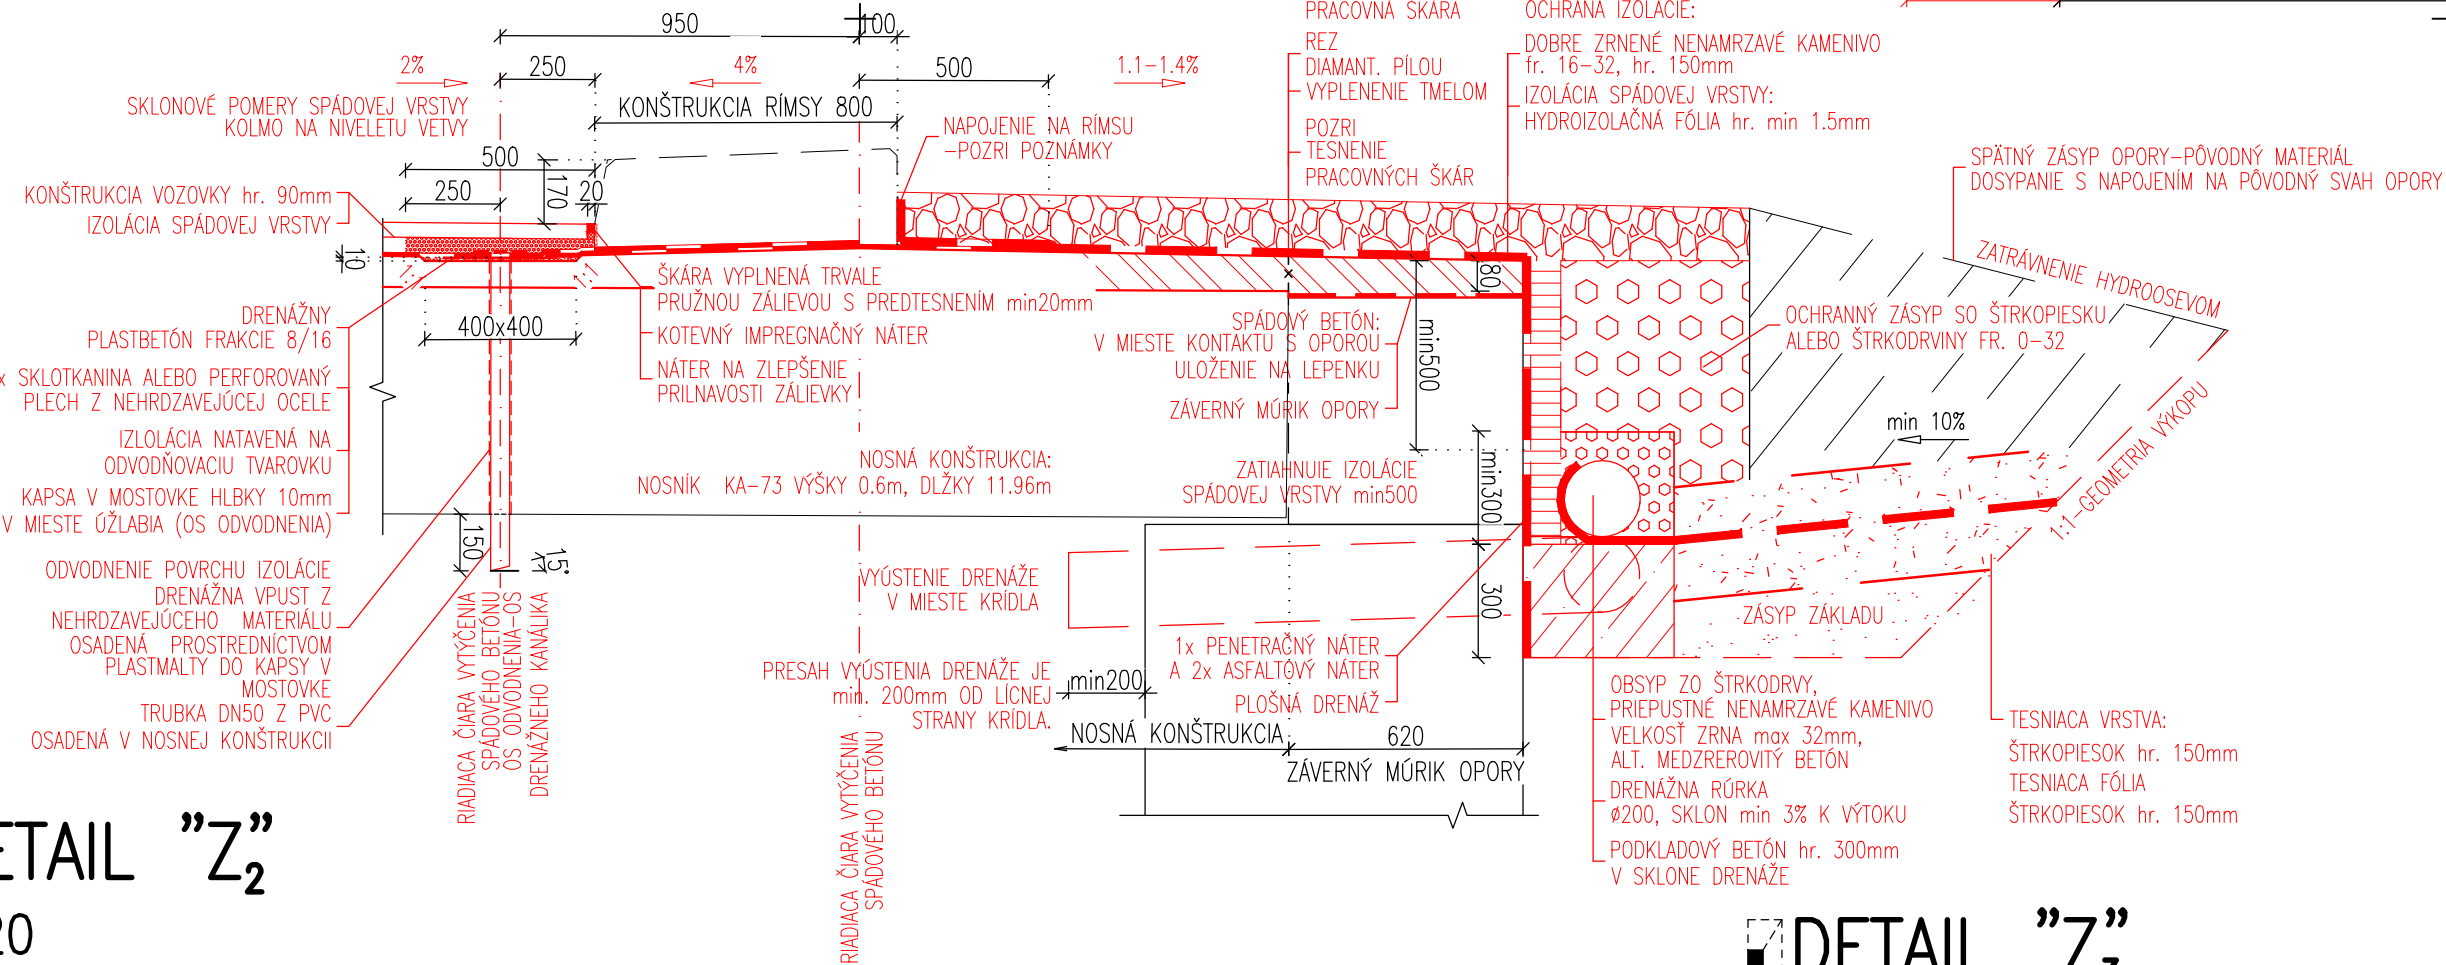 950
100
2%
250
4%
500
1.1-1.4%
SKLONOVÉ POMERY SPÁDOVEJ VRSTVY
KOLMO NA NIVELETU VETVY
KONŠTRUKCIA RÍMSY 800
NAPOJENIE NA RÍMSU
-POZRI POZNÁMKY
PRACOVNÁ ŠKÁRA
REZ
DIAMANT. PÍLOU
VYPLENENIE TMELOM
POZRI
TESNENIE
PRACOVNÝCH ŠKÁR
OCHRANA IZOLÁCIE:
DOBRE ZRNENÉ NENAMRZAVÉ KAMENIVO
fr. 16-32, hr. 150mm
IZOLÁCIA SPÁDOVEJ VRSTVY:
HYDROIZOLAČNÁ FÓLIA hr. min 1.5mm
SPÄTNÝ ZÁSYP OPORY-PÔVODNÝ MATERIÁL
DOSYPANIE S NAPOJENÍM NA PÔVODNÝ SVAH OPORY
ZATRÁVNENIE HYDROOSEVOM
500
250
170
20
10
KONŠTRUKCIA VOZOVKY hr. 90mm
IZOLÁCIA SPÁDOVEJ VRSTVY
DRENÁŽNY
PLASTBETÓN FRAKCIE 8/16
x SKLOTKANINA ALEBO PERFOROVANÝ
PLECH Z NEHRDZAVEJÚCEJ OCELE
IZLOLÁCIA NATAVENÁ NA
ODVODŇOVACIU TVAROVKU
KAPSA V MOSTOVKE HLBKY 10mm
V MIESTE ÚŽLABIA (OS ODVODNENIA)
ODVODNENIE POVRCHU IZOLÁCIE
DRENÁŽNA VPUST Z
NEHRDZAVEJÚCEHO MATERIÁLU
OSADENÁ PROSTREDNÍCTVOM
PLASTMALTY DO KAPSY V
MOSTOVKE
TRUBKA DN50 Z PVC
OSADENÁ V NOSNEJ KONŠTRUKCII
400x400
ŠKÁRA VYPLNENÁ TRVALE
PRUŽNOU ZÁLIEVOU S PREDTESNENÍM min20mm
KOTEVNÝ IMPREGNAČNÝ NÁTER
NÁTER NA ZLEPŠENIE
PRILNAVOSTI ZÁLIEVKY
NOSNÁ KONŠTRUKCIA:
NOSNÍK KA-73 VÝŠKY 0.6m, DLŽKY 11.96m
150
15°
RIADIACA ČIARA VYTÝČENIA
SPÁDOVÉHO BETÓNU
OS ODVODNENIA-OS
DRENÁŽNEHO KANÁLIKA
RIADIACA ČIARA VYTÝČENIA
SPÁDOVÉHO BETÓNU
80
min500
SPÁDOVÝ BETÓN:
V MIESTE KONTAKTU S OPOROU
ULOŽENIE NA LEPENKU
ZÁVERNÝ MÚRIK OPORY
ZATIAHNUIE IZOLÁCIE
SPÁDOVEJ VRSTVY min500
min300
300
OCHRANNÝ ZÁSYP SO ŠTRKOPIESKU
ALEBO ŠTRKODRVINY FR. 0-32
min 10%
1:1-GEOMETRIA VÝKOPU
VYÚSTENIE DRENÁŽE
V MIESTE KRÍDLA
PRESAH VYÚSTENIA DRENÁŽE JE
min. 200mm OD LÍCNEJ
STRANY KRÍDLA.
min200
1x PENETRAČNÝ NÁTER
A 2x ASFALTOVÝ NÁTER
PLOŠNÁ DRENÁŽ
NOSNÁ KONŠTRUKCIA
620
ZÁVERNÝ MÚRIK OPORY
ZÁSYP ZÁKLADU
OBSYP ZO ŠTRKODRVY,
PRIEPUSTNÉ NENAMRZAVÉ KAMENIVO
VELKOSŤ ZRNA max 32mm,
ALT. MEDZREROVITÝ BETÓN
DRENÁŽNA RÚRKA
ø200, SKLON min 3% K VÝTOKU
PODKLADOVÝ BETÓN hr. 300mm
V SKLONE DRENÁŽE
TESNIACA VRSTVA:
ŠTRKOPIESOK hr. 150mm
TESNIACA FÓLIA
ŠTRKOPIESOK hr. 150mm
ETAIL "Z2"
20
DETAIL "Z3"